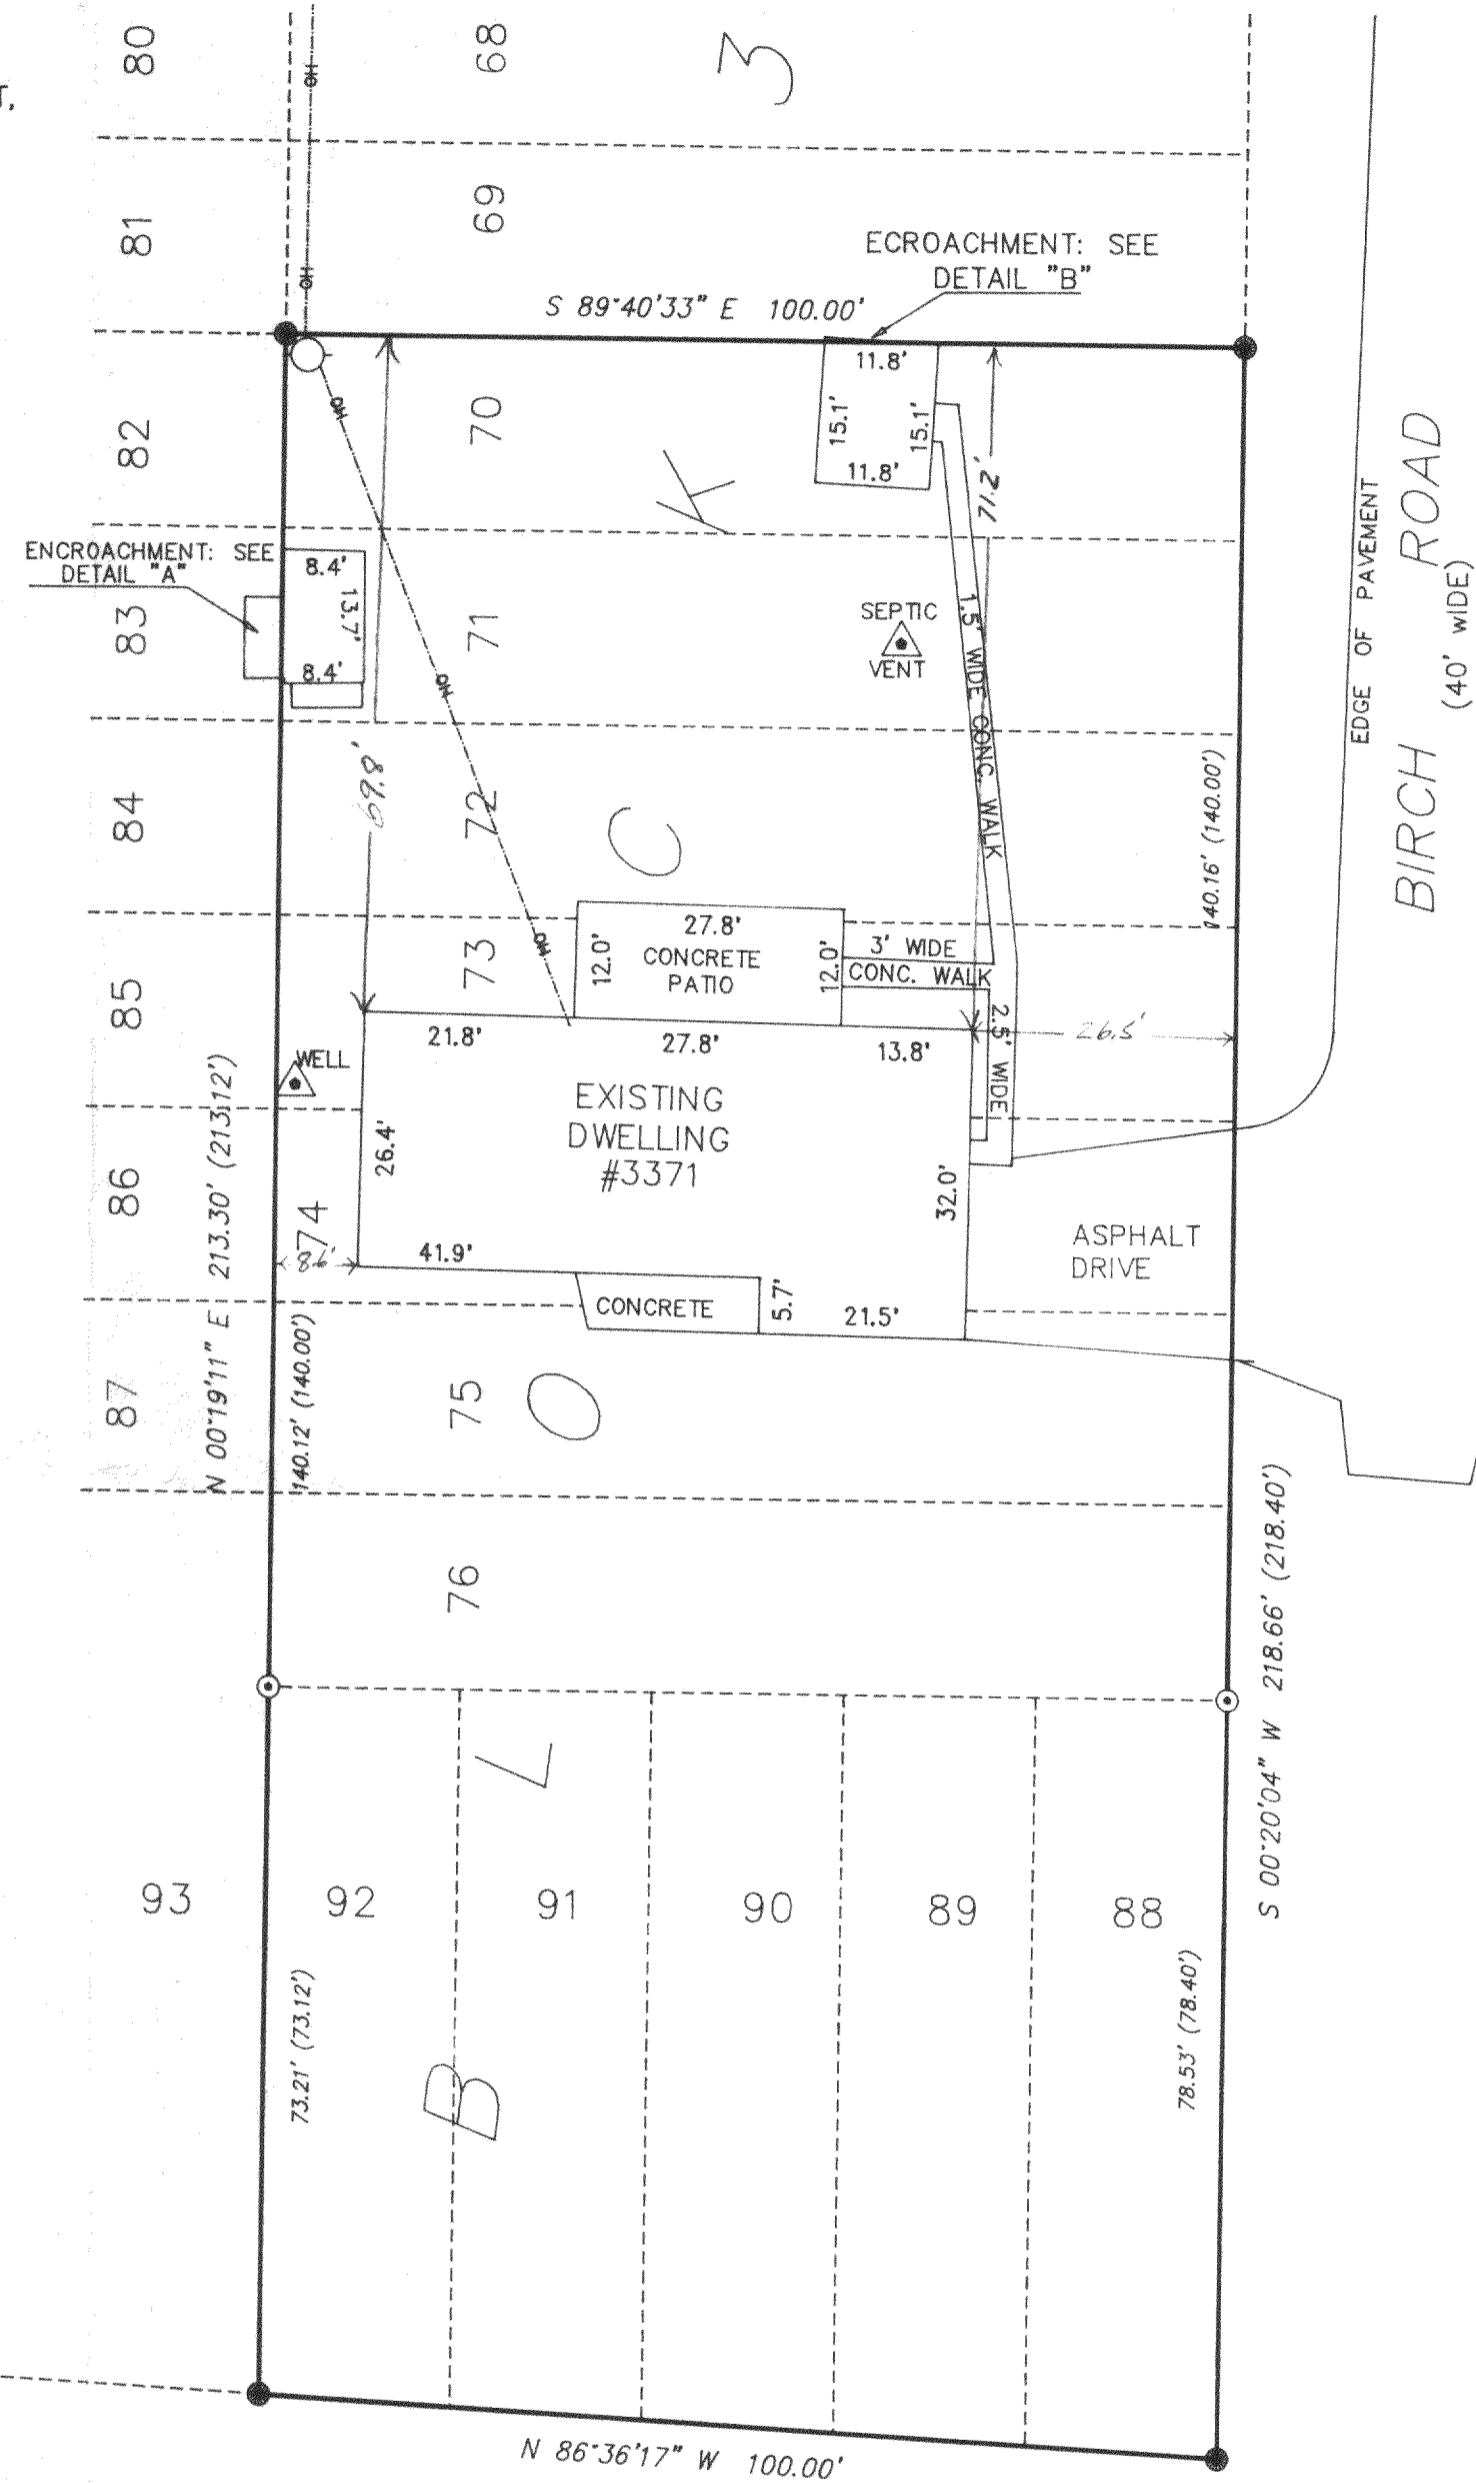 T,
80
68
3
81
69
ECROACHMENT: SEE
DETAIL "B"
S 89°40'33" E 100.00'
OH
OH
82
70
K
11.8'
15.1'
15.1'
11.8'
71.2'
OH
ENCROACHMENT: SEE
DETAIL "A"
83
8.4'
13.7'
8.4'
71
SEPTIC
VENT
1.5' WIDE CONC. WALK
OH
EDGE OF PAVEMENT
BIRCH ROAD
(40' WIDE)
84
69.8'
72
C
140.16' (140.00')
85
73
OH
27.8'
CONCRETE
PATIO
12.0'
12.0'
3' WIDE
CONC. WALK
2.5' WIDE
26.5'
21.8'
27.8'
13.8'
WELL
EXISTING
DWELLING
#3371
26.4'
32.0'
86
74
8.6'
41.9'
ASPHALT
DRIVE
CONCRETE
5.7'
21.5'
N 00°19'11" E 213.30' (213.12')
140.12' (140.00')
87
75
O
76
S 00°20'04" W 218.66' (218.40')
L
93
92
91
90
89
88
73.21' (73.12')
B
78.53' (78.40')
N 86°36'17" W 100.00'